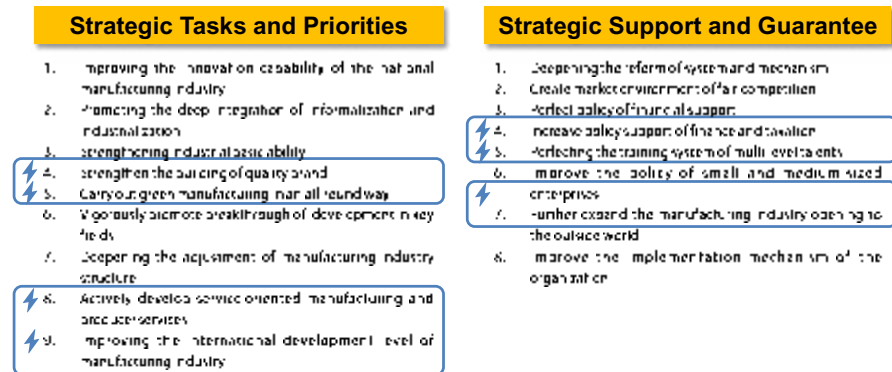 Strategic Tasks and Priorities
1. Improving the innovation capability of the national
manufacturing industry
2. Promoting the deep integration of informalization and
industrialization
3. Strengthening industrial basic ability
4. Strengthen the building of quality brand
5. Carry out green manufacturing in an all round way
6. Vigorously promote breakthrough of development in key
fields
7. Deepening the adjustment of manufacturing industry
structure
8. Actively develop service oriented manufacturing and
producer services
9. Improving the international development level of
manufacturing industry
Strategic Support and Guarantee
1. Deepening the reform of system and mechanism
2. Create market environment of fair competition
3. Perfect policy of financial support
4. Increase policy support of finance and taxation
5. Perfecting the training system of multi level talents
6. Improve the policy of small and medium sized
enterprises
7. Further expand the manufacturing industry opening to
the outside world
8. Improve the implementation mechanism of the
organization